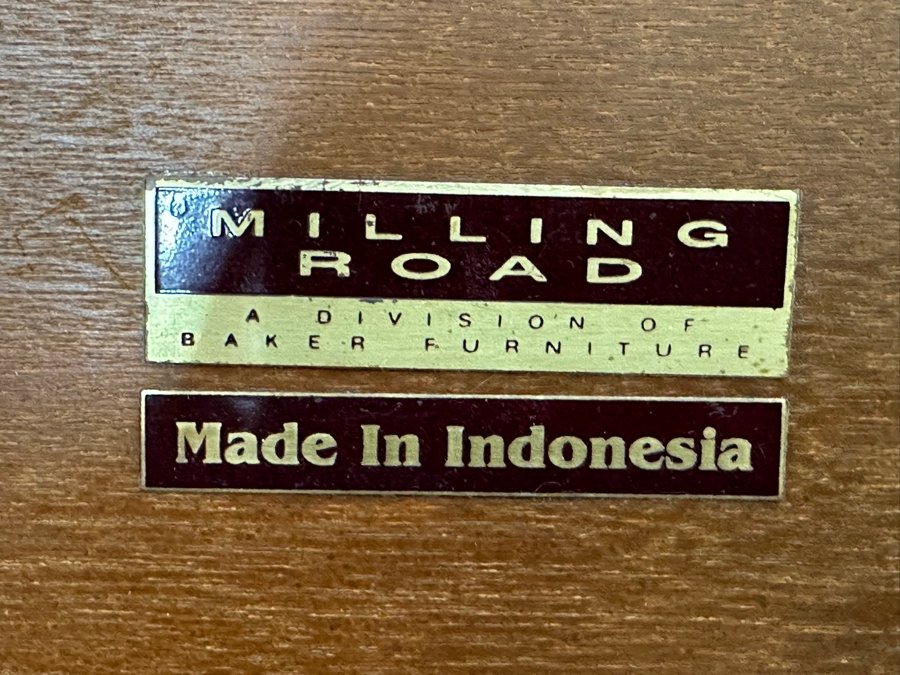 MILLING
ROAD
A DIVISION OF
BAKER FURNITURE
Made In Indonesia